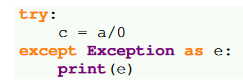 try:
    c = a/0
except Exception as e:
    print(e)